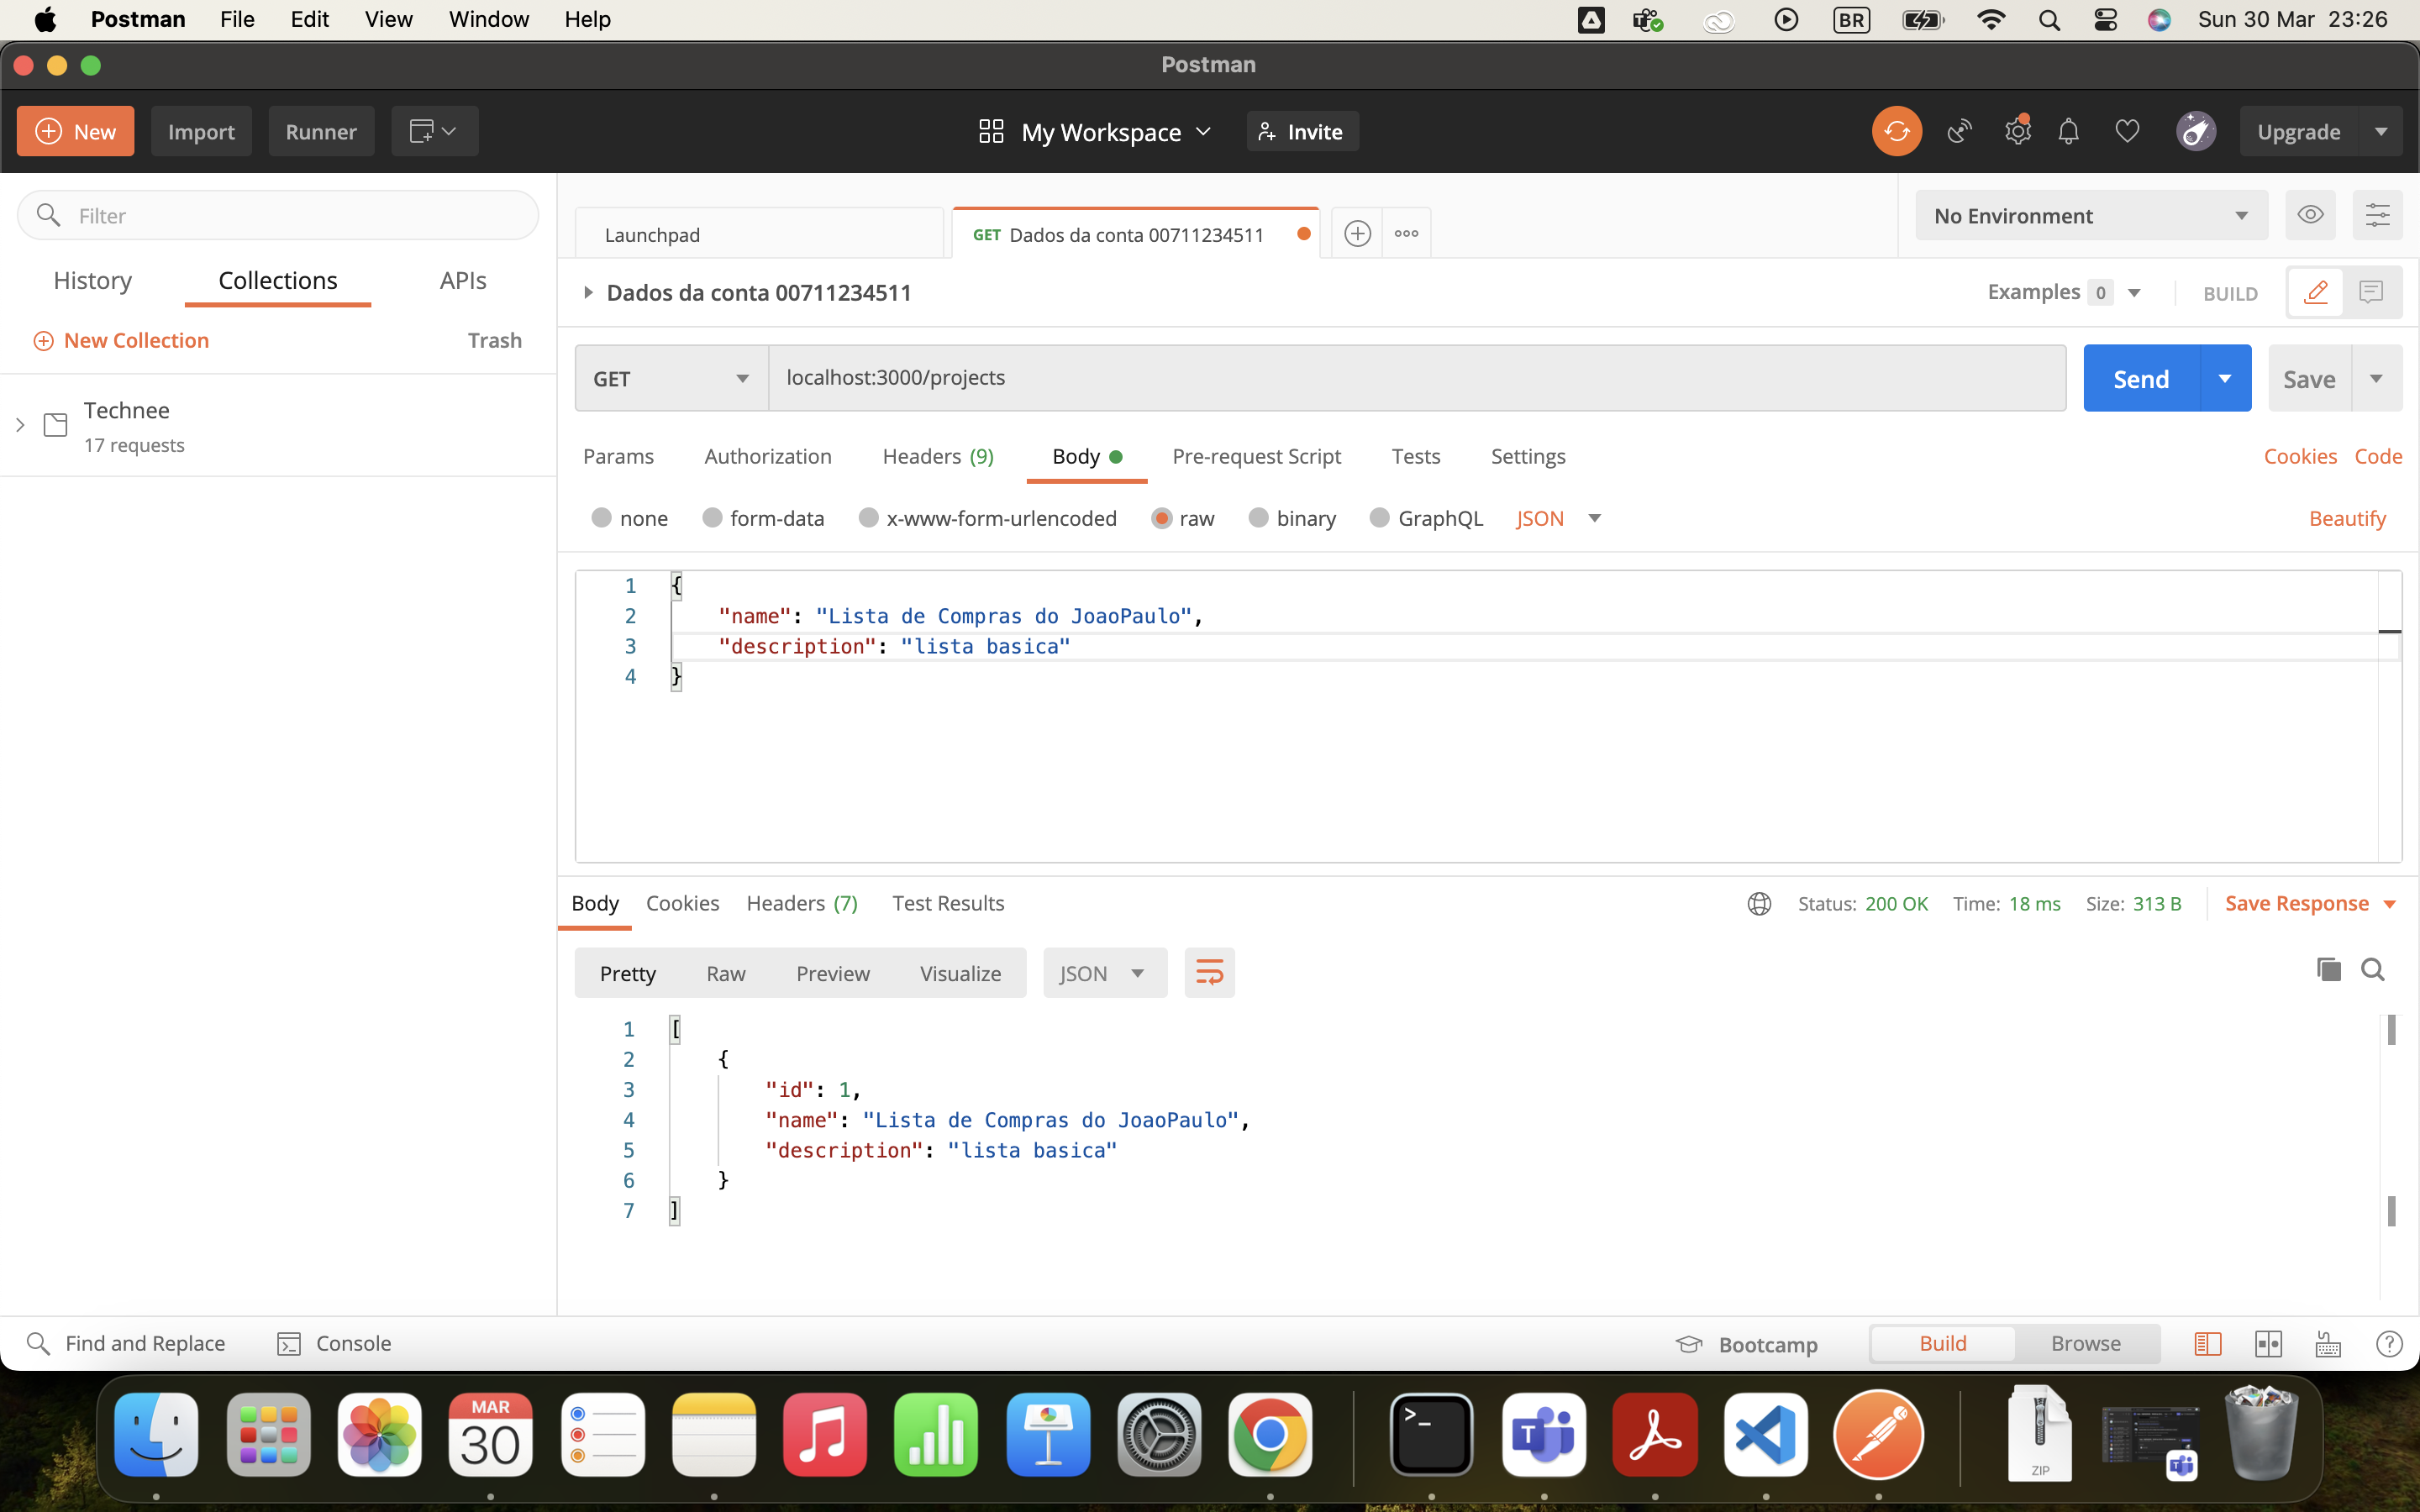 Postman File Edit View Window Help BR Sun 30 Mar 23:26
Postman
New Import Runner My Workspace Invite Upgrade
Filter
Launchpad GET Dados da conta 00711234511 No Environment
History Collections APIs
Dados da conta 00711234511 Examples 0 BUILD
New Collection Trash
GET localhost:3000/projects Send Save
Technee
17 requests
Params Authorization Headers (9) Body Pre-request Script Tests Settings Cookies Code
none form-data x-www-form-urlencoded raw binary GraphQL JSON Beautify
1 {
2 "name": "Lista de Compras do JoaoPaulo",
3 "description": "lista basica"
4 }
Body Cookies Headers (7) Test Results Status: 200 OK Time: 18 ms Size: 313 B Save Response
Pretty Raw Preview Visualize JSON
1 [
2 {
3 "id": 1,
4 "name": "Lista de Compras do JoaoPaulo",
5 "description": "lista basica"
6 }
7 ]
Find and Replace Console Bootcamp Build Browse
MAR
30
ZIP